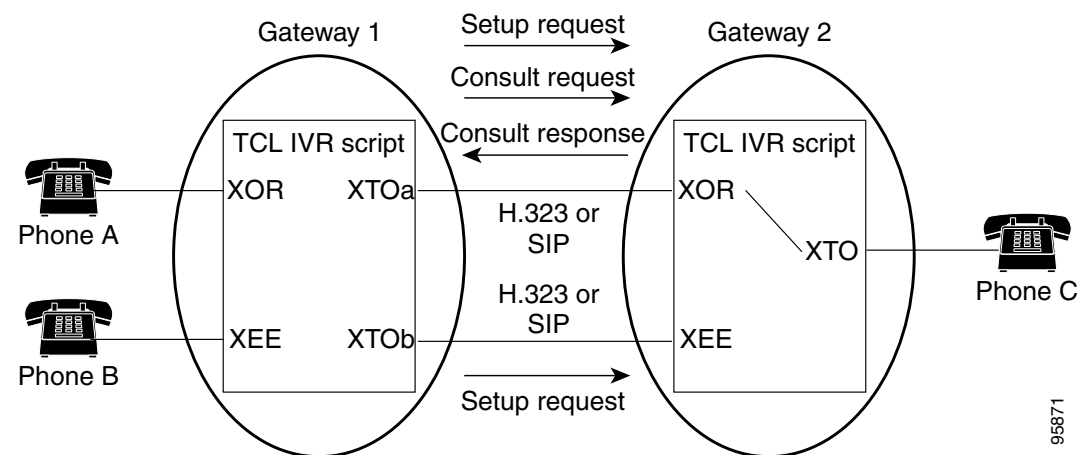 Gateway 1
Setup request
Gateway 2
Consult request
Consult response
TCL IVR script
TCL IVR script
XOR
XTOa
XOR
Phone A
H.323 or
SIP
XTO
Phone C
H.323 or
SIP
XEE
XTOb
XEE
Phone B
Setup request
95871